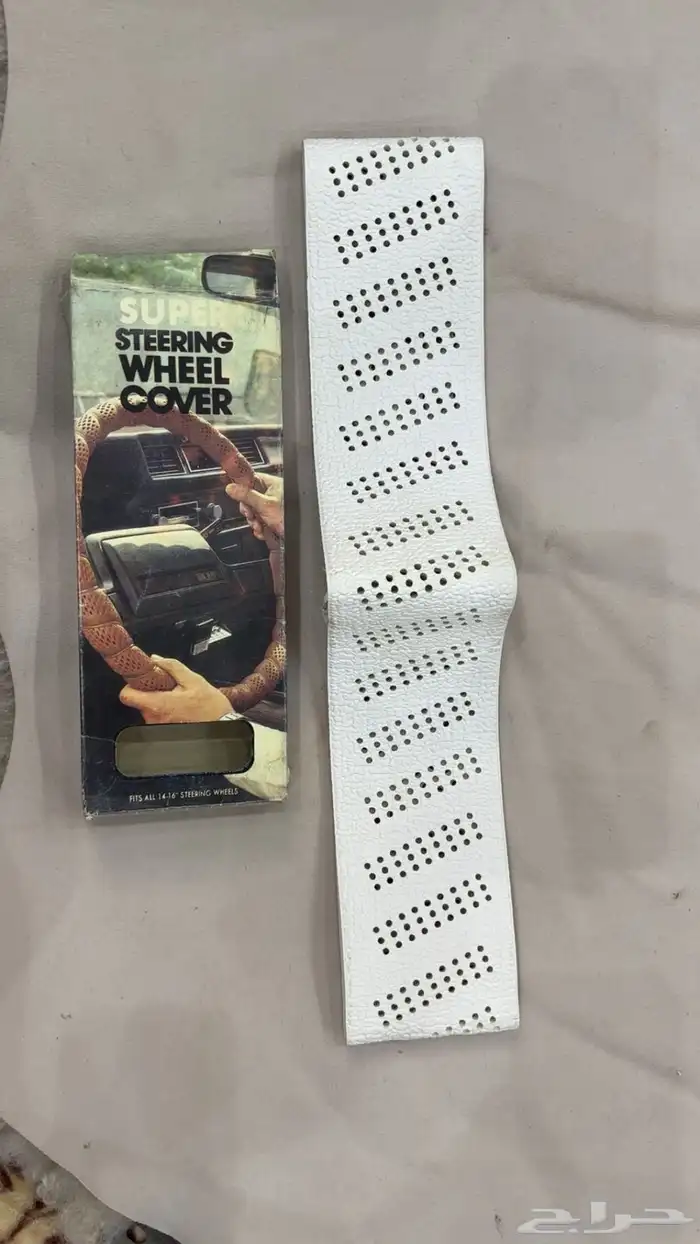 SUPER
STEERING
WHEEL
COVER
FITS ALL 14-16" STEERING WHEELS
حراج